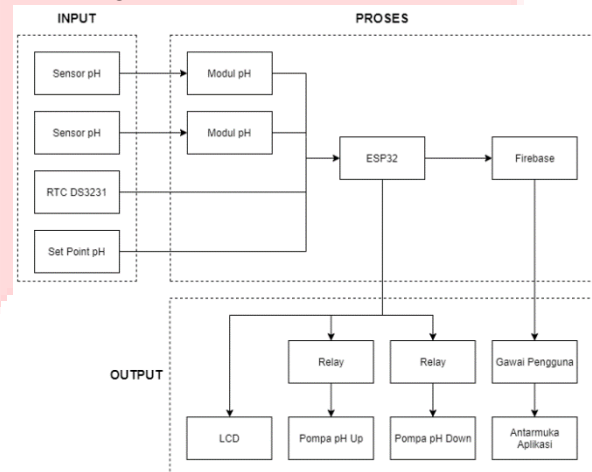 INPUT
PROSES
Sensor pH
Modul pH
Sensor pH
Modul pH
ESP32
Firebase
RTC DS3231
Set Point pH
OUTPUT
Relay
Relay
Gawai Pengguna
LCD
Pompa pH Up
Pompa pH Down
Antarmuka
Aplikasi